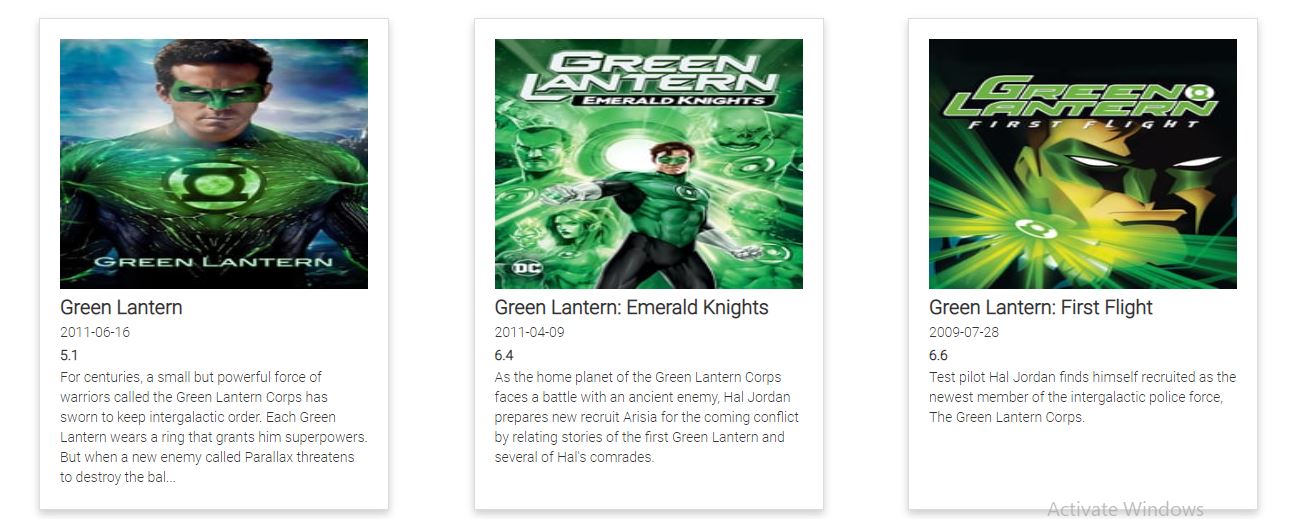 GREEN LANTERN
Green Lantern
2011-06-16
5.1
For centuries, a small but powerful force of
warriors called the Green Lantern Corps has
sworn to keep intergalactic order. Each Green
Lantern wears a ring that grants him superpowers.
But when a new enemy called Parallax threatens
to destroy the bal...
GREEN
LANTERN
EMERALD KNIGHTS
DC
Green Lantern: Emerald Knights
2011-04-09
6.4
As the home planet of the Green Lantern Corps
faces a battle with an ancient enemy, Hal Jordan
prepares new recruit Arisia for the coming conflict
by relating stories of the first Green Lantern and
several of Hal's comrades.
GREEN
LANTERN
FIRST FLIGHT
Green Lantern: First Flight
2009-07-28
6.6
Test pilot Hal Jordan finds himself recruited as the
newest member of the intergalactic police force,
The Green Lantern Corps.
Activate Windows